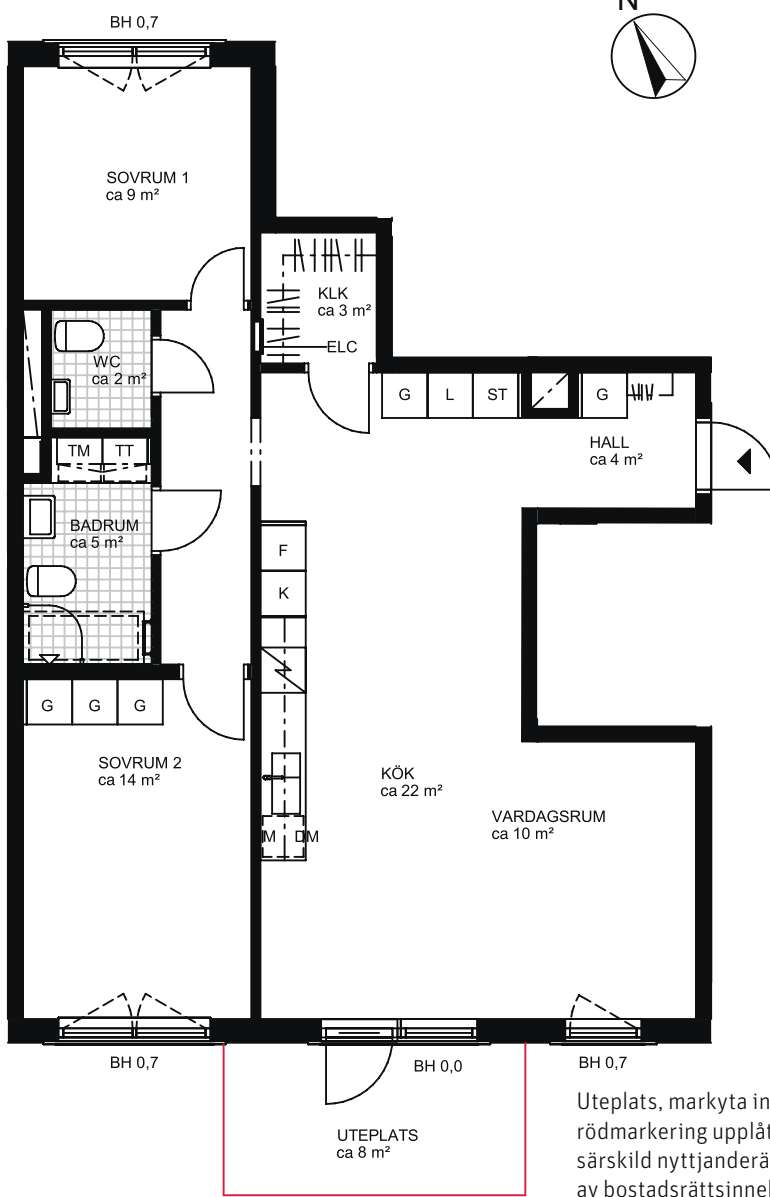 N
BH 0,7
SOVRUM 1
ca 9 m²
KLK
ca 3 m²
ELC
WC
ca 2 m²
G
L
ST
G
HALL
ca 4 m²
TM
TT
BADRUM
ca 5 m²
F
K
G
G
G
SOVRUM 2
ca 14 m²
KÖK
ca 22 m²
VARDAGSRUM
ca 10 m²
M
DM
BH 0,7
BH 0,0
BH 0,7
UTEPLATS
ca 8 m²
Uteplats, markyta in
rödmarkering upplåt
särskild nyttjanderä
av bostadsrättsinnel